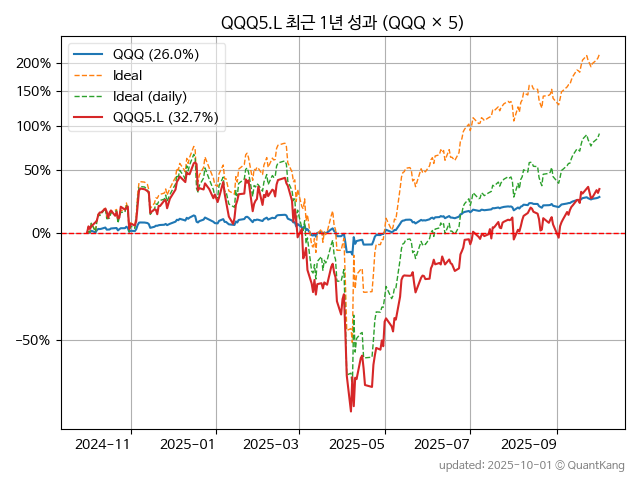 QQQ5.L 최근 1년 성과 (QQQ × 5)
QQQ (26.0%)
Ideal
Ideal (daily)
QQQ5.L (32.7%)
200%
150%
100%
50%
0%
−50%
2024-11
2025-01
2025-03
2025-05
2025-07
2025-09
updated: 2025-10-01 © QuantKang